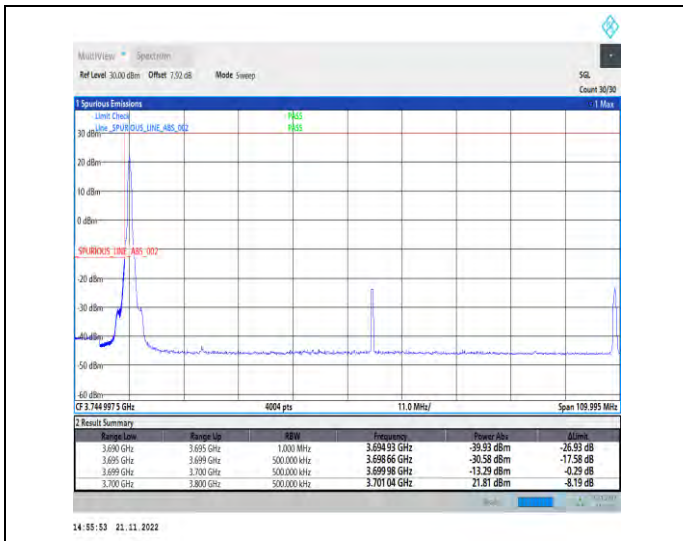 MultiView Spectrum
Ref Level 30.00 dBm Offset 7.92 dB Mode Sweep SGL
Count 30/30
1 Spurious Emissions 1 Max
Limit Check PASS
Line _SPURIOUS_LINE_ABS_002 PASS
30 dBm
20 dBm
10 dBm
0 dBm
_SPURIOUS_LINE_ABS_002
-20 dBm
-30 dBm
-40 dBm
-50 dBm
-60 dBm
CF 3.744 997 5 GHz 4004 pts 11.0 MHz/ Span 109.995 MHz
2 Result Summary
Range Low Range Up RBW Frequency Power Abs ΔLimit
3.690 GHz 3.695 GHz 1.000 MHz 3.694 93 GHz -39.93 dBm -26.93 dB
3.695 GHz 3.699 GHz 500.000 kHz 3.698 66 GHz -30.58 dBm -17.58 dB
3.699 GHz 3.700 GHz 500.000 kHz 3.699 98 GHz -13.29 dBm -0.29 dB
3.700 GHz 3.800 GHz 500.000 kHz 3.701 04 GHz 21.81 dBm -8.19 dB
14:55:53 21.11.2022